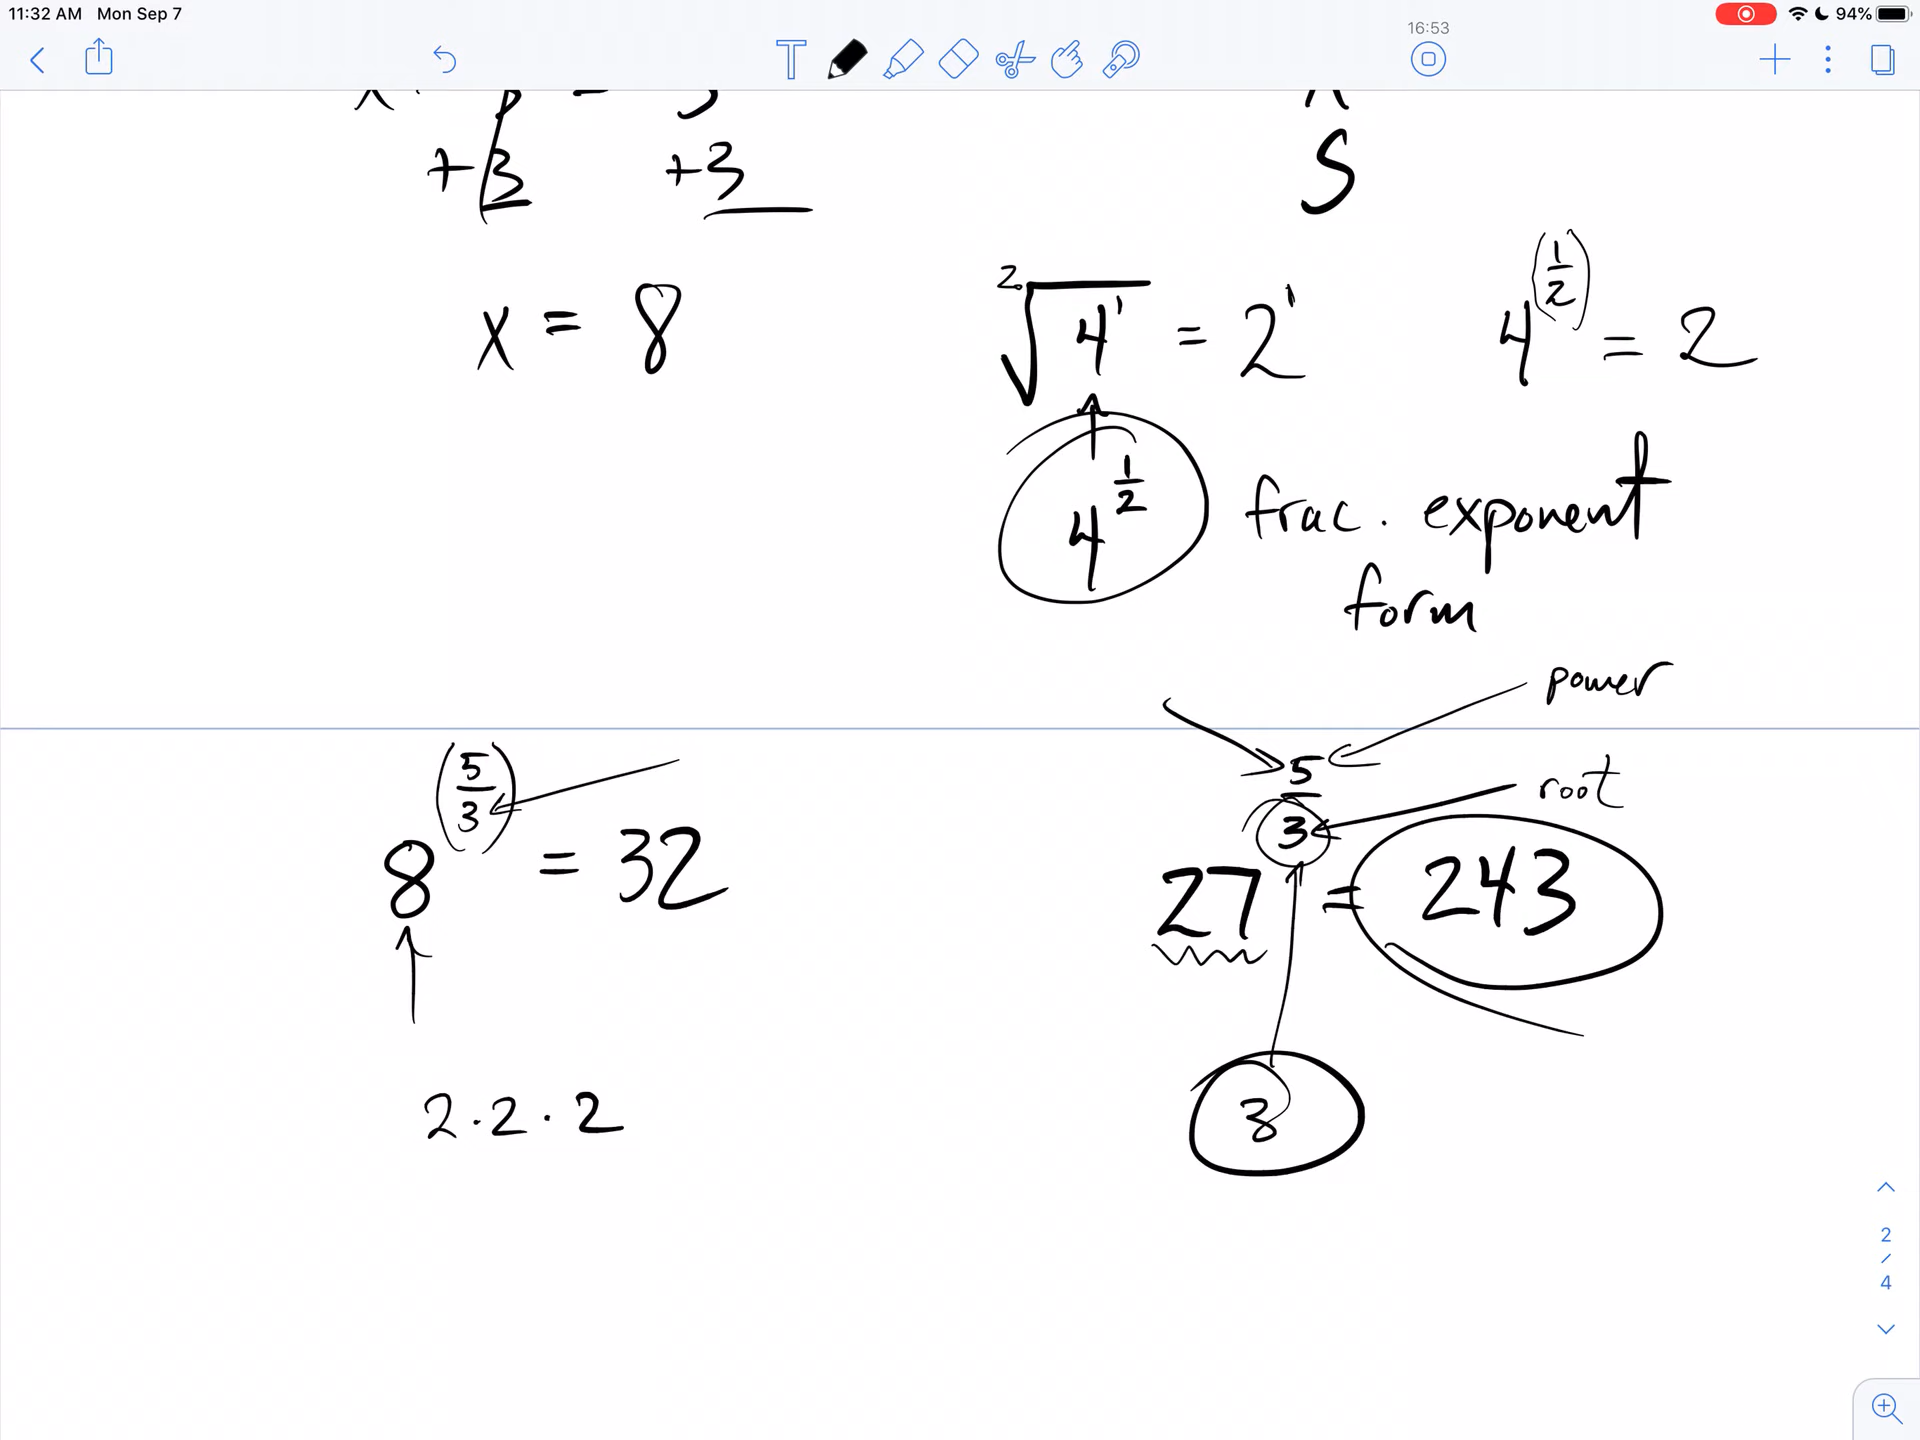 11:32 AM Mon Sep 7
94%
16:53
T
+3 +3
S
x = 8
²√4¹ = 2¹
4^(1/2) = 2
4^1/2
frac. exponent
form
power
8^(5/3) = 32
27^5/3 = 243
root
2·2·2
3
2
/
4